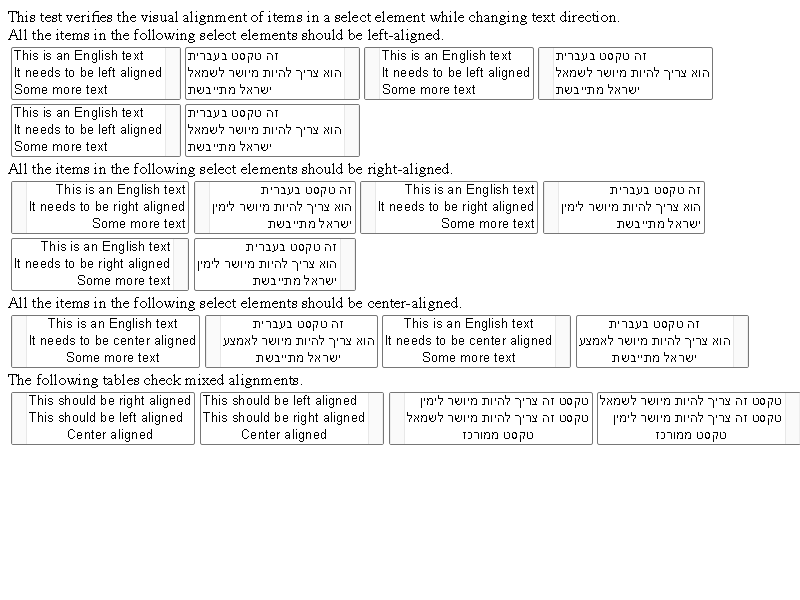 This test verifies the visual alignment of items in a select element while changing text direction.
All the items in the following select elements should be left-aligned.
This is an English text
It needs to be left aligned
Some more text
זה טקסט בעברית
הוא צריך להיות מיושר לשמאל
ישראל מתייבשת
This is an English text
It needs to be left aligned
Some more text
זה טקסט בעברית
הוא צריך להיות מיושר לשמאל
ישראל מתייבשת
This is an English text
It needs to be left aligned
Some more text
זה טקסט בעברית
הוא צריך להיות מיושר לשמאל
ישראל מתייבשת
All the items in the following select elements should be right-aligned.
This is an English text
It needs to be right aligned
Some more text
זה טקסט בעברית
הוא צריך להיות מיושר לימין
ישראל מתייבשת
This is an English text
It needs to be right aligned
Some more text
זה טקסט בעברית
הוא צריך להיות מיושר לימין
ישראל מתייבשת
This is an English text
It needs to be right aligned
Some more text
זה טקסט בעברית
הוא צריך להיות מיושר לימין
ישראל מתייבשת
All the items in the following select elements should be center-aligned.
This is an English text
It needs to be center aligned
Some more text
זה טקסט בעברית
הוא צריך להיות מיושר לאמצע
ישראל מתייבשת
This is an English text
It needs to be center aligned
Some more text
זה טקסט בעברית
הוא צריך להיות מיושר לאמצע
ישראל מתייבשת
The following tables check mixed alignments.
This should be right aligned
This should be left aligned
Center aligned
This should be left aligned
This should be right aligned
Center aligned
טקסט זה צריך להיות מיושר לימין
טקסט זה צריך להיות מיושר לשמאל
טקסט ממורכז
טקסט זה צריך להיות מיושר לשמאל
טקסט זה צריך להיות מיושר לימין
טקסט ממורכז